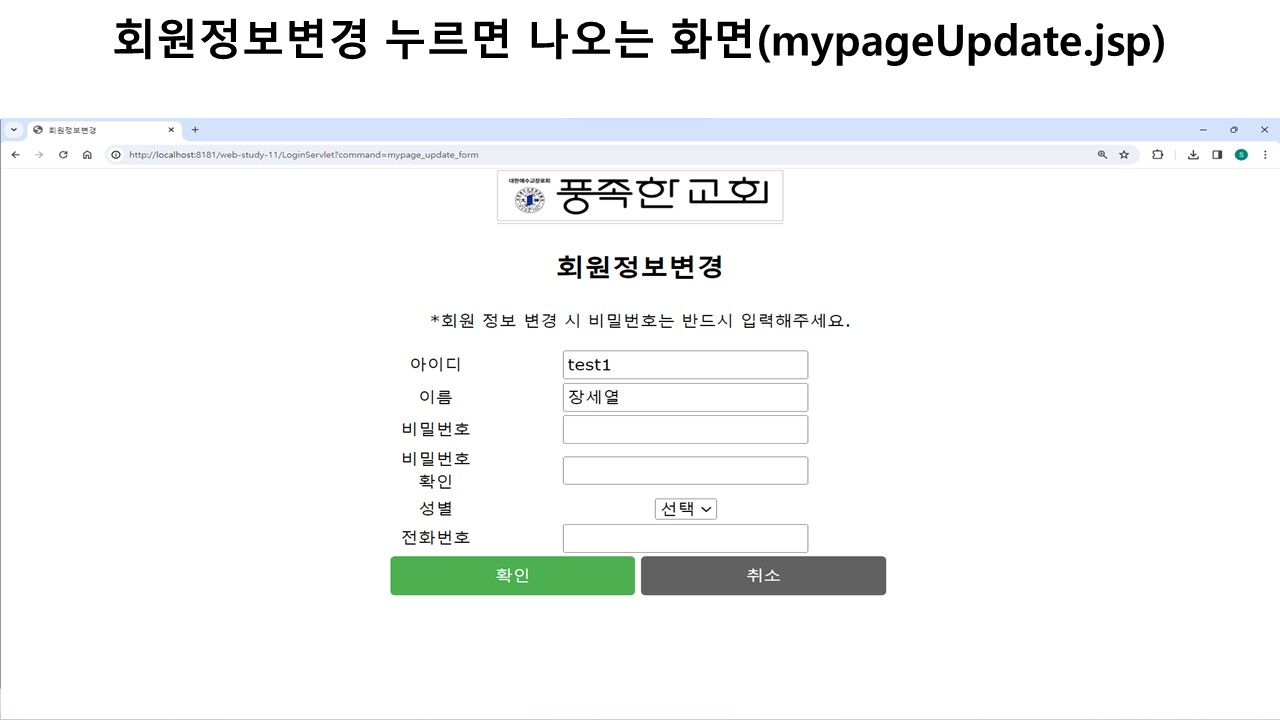 회원정보변경 누르면 나오는 화면(mypageUpdate.jsp)
회원정보변경
http://localhost:8181/web-study-11/LoginServlet?command=mypage_update_form
S
대한예수교장로회
풍족한 교회
회원정보변경
*회원 정보 변경 시 비밀번호는 반드시 입력해주세요.
아이디 test1
이름 장세열
비밀번호
비밀번호
확인
성별 선택
전화번호
확인 취소